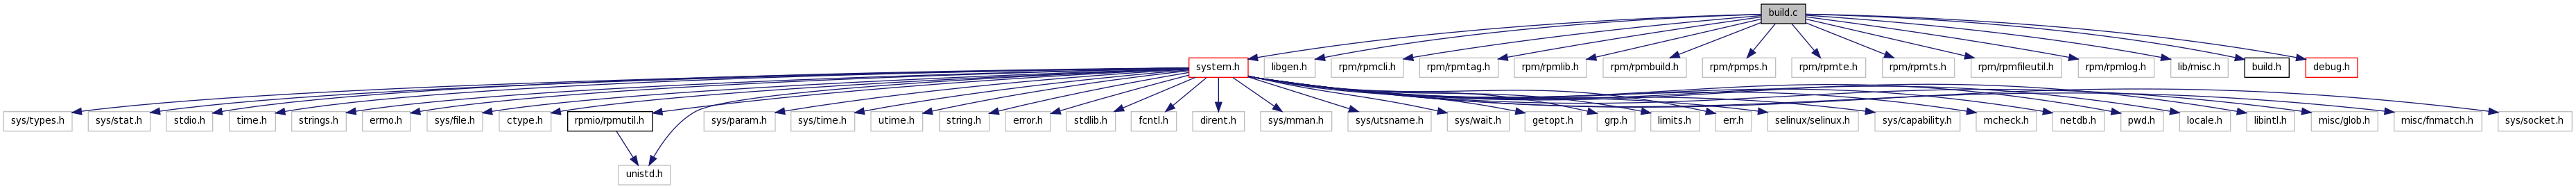 build.c
system.h
libgen.h
rpm/rpmcli.h
rpm/rpmtag.h
rpm/rpmlib.h
rpm/rpmbuild.h
rpm/rpmps.h
rpm/rpmte.h
rpm/rpmts.h
rpm/rpmfileutil.h
rpm/rpmlog.h
lib/misc.h
build.h
debug.h
sys/types.h
sys/stat.h
stdio.h
time.h
strings.h
errno.h
sys/file.h
ctype.h
rpmio/rpmutil.h
sys/param.h
sys/time.h
utime.h
string.h
error.h
stdlib.h
fcntl.h
dirent.h
sys/mman.h
sys/utsname.h
sys/wait.h
getopt.h
grp.h
limits.h
err.h
selinux/selinux.h
sys/capability.h
mcheck.h
netdb.h
pwd.h
locale.h
libintl.h
misc/glob.h
misc/fnmatch.h
sys/socket.h
unistd.h